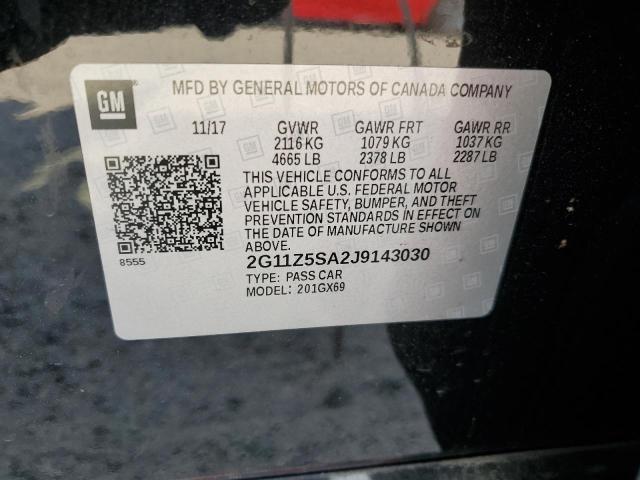 GM
MFD BY GENERAL MOTORS OF CANADA COMPANY
11/17 GVWR GAWR FRT GAWR RR
2116 KG 1079 KG 1037 KG
4665 LB 2378 LB 2287 LB
THIS VEHICLE CONFORMS TO ALL
APPLICABLE U.S. FEDERAL MOTOR
VEHICLE SAFETY, BUMPER, AND THEFT
PREVENTION STANDARDS IN EFFECT ON
THE DATE OF MANUFACTURE SHOWN
ABOVE.
8555
2G11Z5SA2J9143030
TYPE: PASS CAR
MODEL: 201GX69